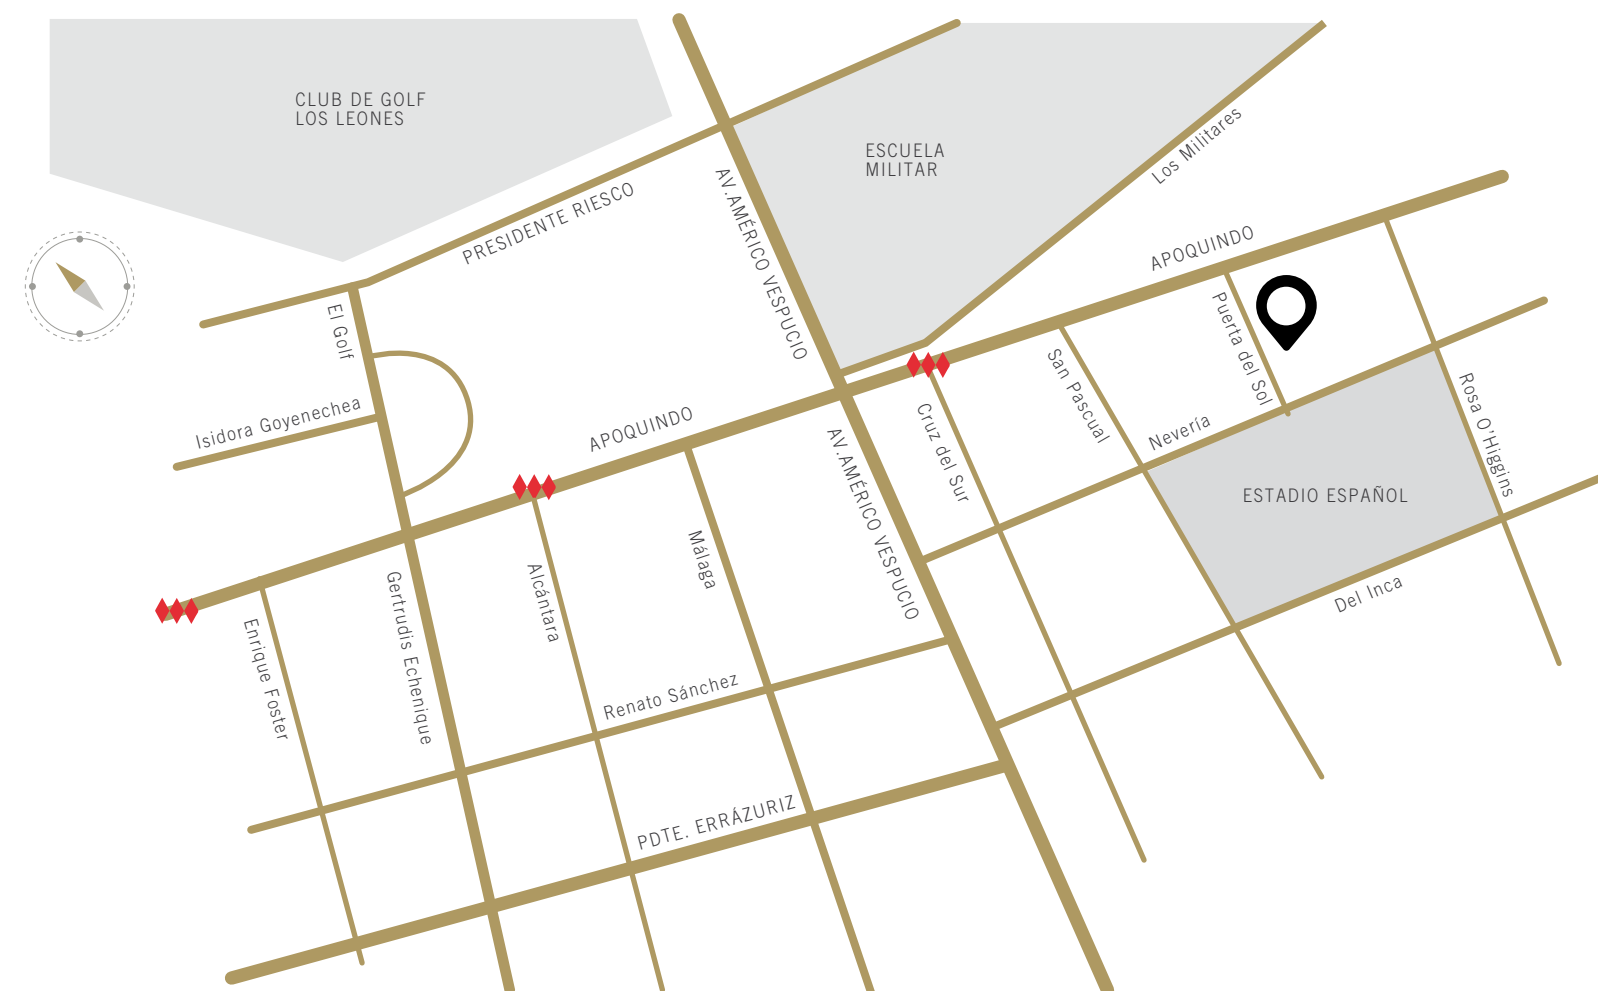 CLUB DE GOLF
LOS LEONES
ESCUELA
MILITAR
Los Militares
PRESIDENTE RIESCO
AV.AMÉRICO VESPUCIO
APOQUINDO
El Golf
Puerta del Sol
San Pascual
Isidora Goyenechea
APOQUINDO
Cruz del Sur
Nevería
Rosa O'Higgins
AV.AMÉRICO VESPUCIO
ESTADIO ESPAÑOL
Málaga
Alcántara
Gertrudis Echenique
Del Inca
Enrique Foster
Renato Sánchez
PDTE. ERRÁZURIZ